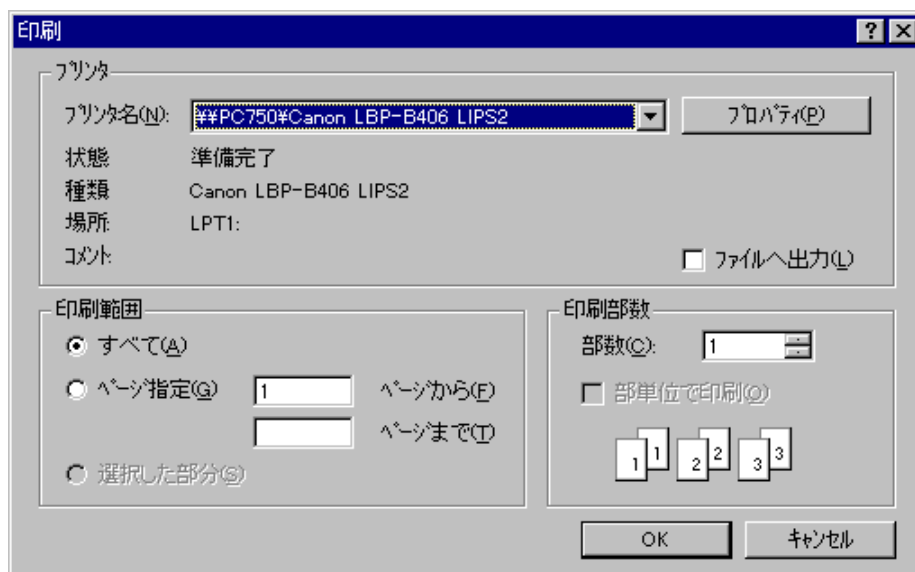 印刷
プリンタ
プリンタ名(N): ¥¥PC750¥Canon LBP-B406 LIPS2 プロパティ(P)
状態 準備完了
種類 Canon LBP-B406 LIPS2
場所: LPT1:
コメント: ファイルへ出力(L)
印刷範囲
すべて(A)
ページ指定(G) 1 ページから(F)
ページまで(T)
選択した部分(S)
印刷部数
部数(C): 1
部単位で印刷(O)
1 1 2 2 3 3
OK キャンセル